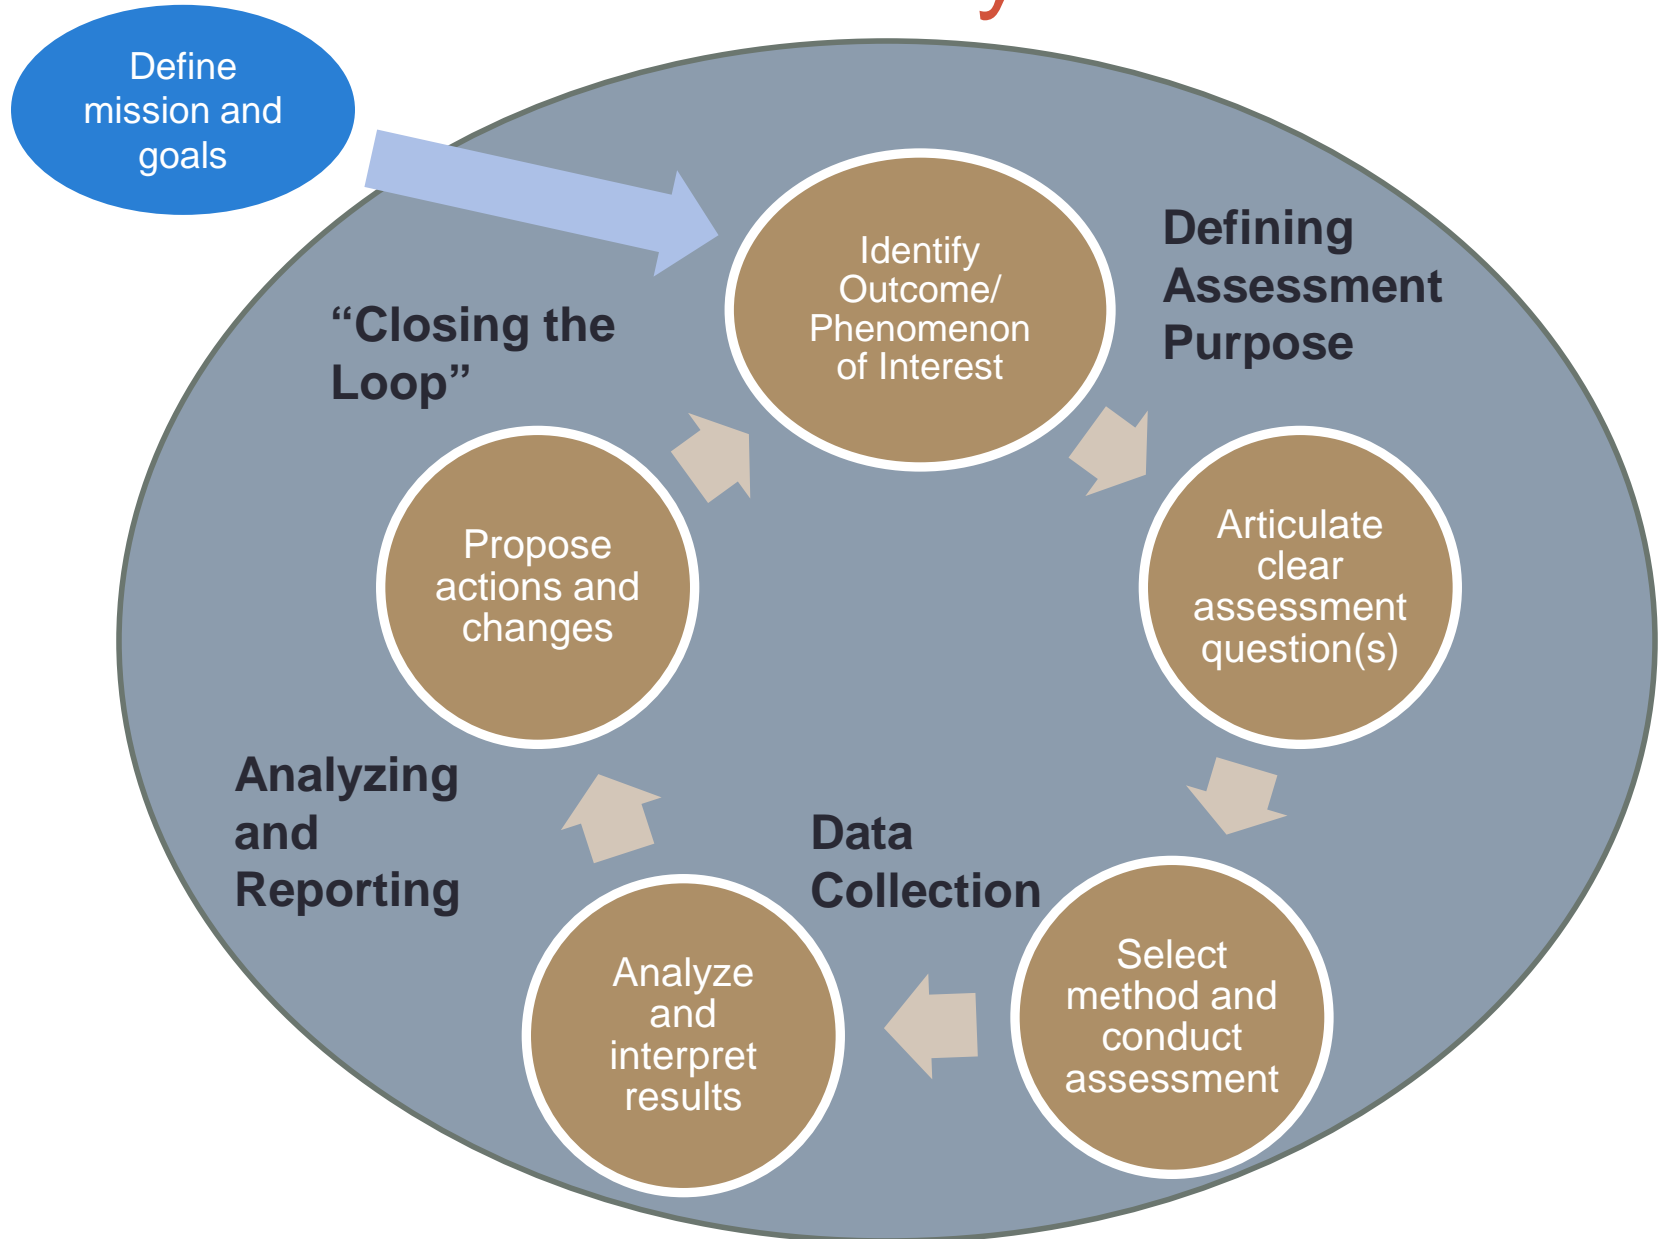 Define
mission and
goals
Identify
Outcome/
Phenomenon
of Interest
Defining
Assessment
Purpose
“Closing the
Loop”
Propose
actions and
changes
Articulate
clear
assessment
question(s)
Analyzing
and
Reporting
Data
Collection
Analyze
and
interpret
results
Select
method and
conduct
assessment